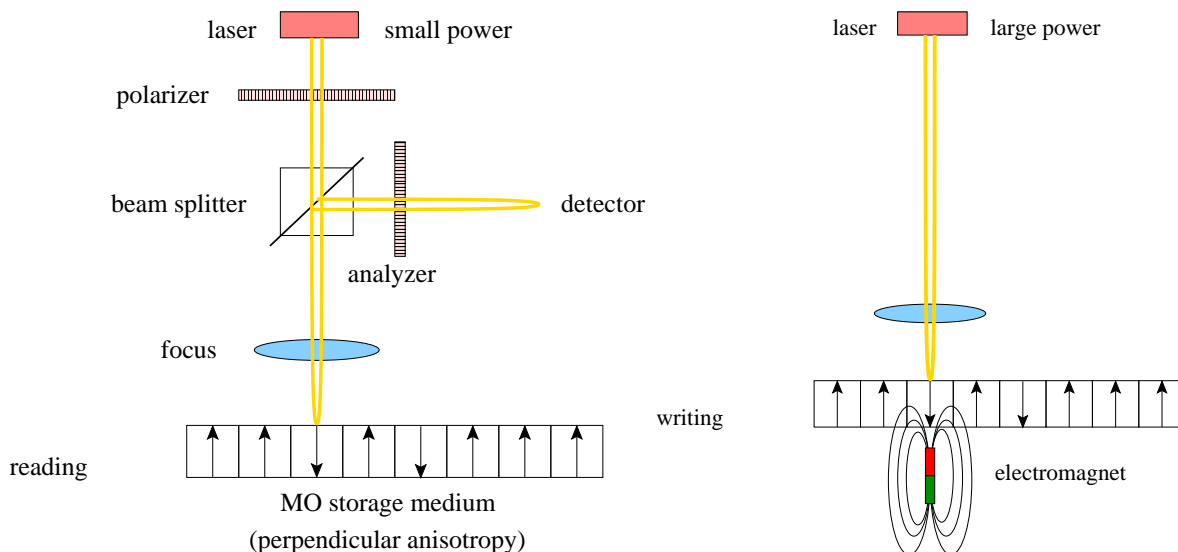 laser
small power
polarizer
beam splitter
detector
analyzer
focus
reading
MO storage medium
(perpendicular anisotropy)
laser
large power
writing
electromagnet